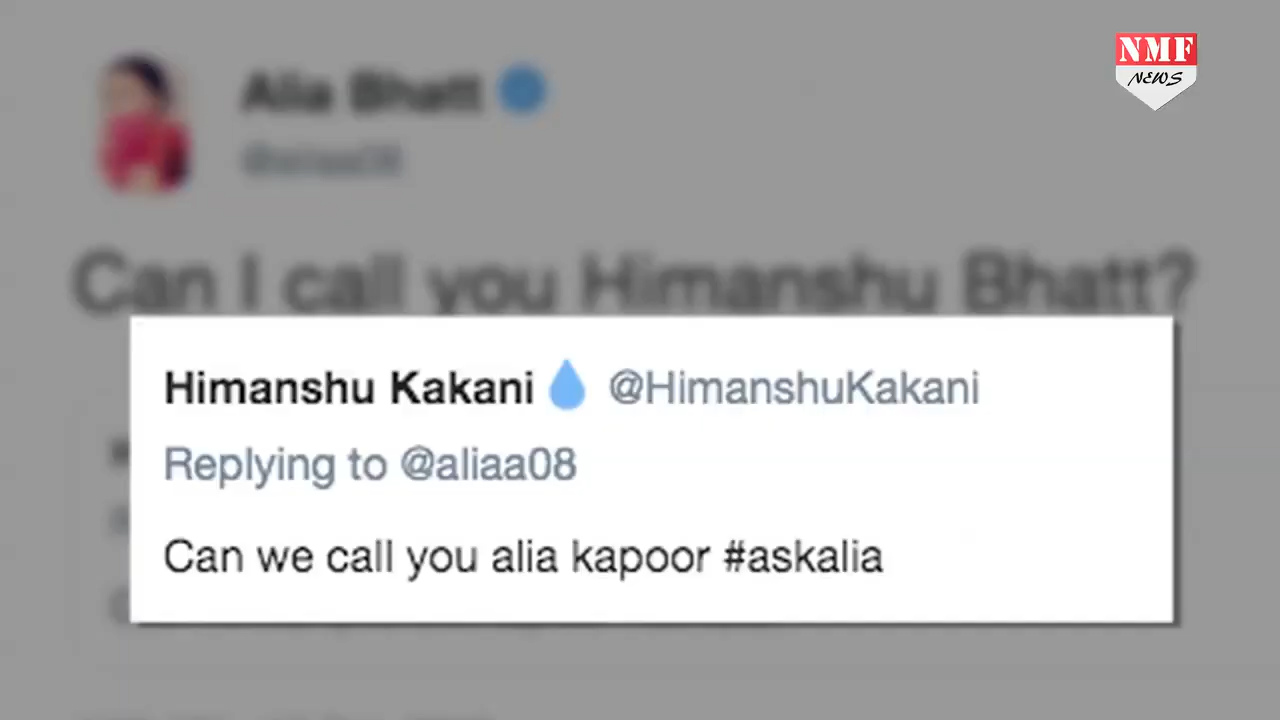 NMF
NEWS
Alia Bhatt
@aliaa08
Can I call you Himanshu Bhatt?
Himanshu Kakani @HimanshuKakani
Replying to @aliaa08
Can we call you alia kapoor #askalia